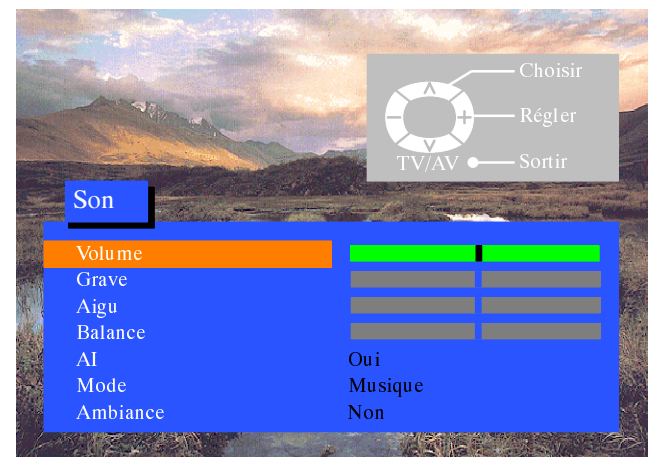 Choisir
Régler
TV/AV Sortir
Son
Volume
Grave
Aigu
Balance
AI Oui
Mode Musique
Ambiance Non